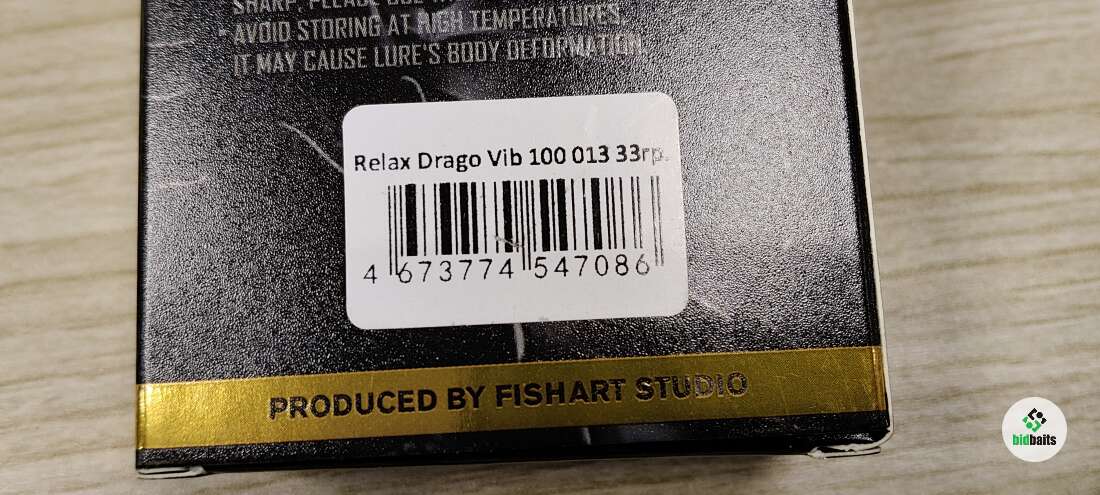 SHARP. PLEASE USE
• AVOID STORING AT HIGH TEMPERATURES.
IT MAY CAUSE LURE'S BODY DEFORMATION.
Relax Drago Vib 100 013 33гр.
4 673774 547086
PRODUCED BY FISHART STUDIO
bidbaits